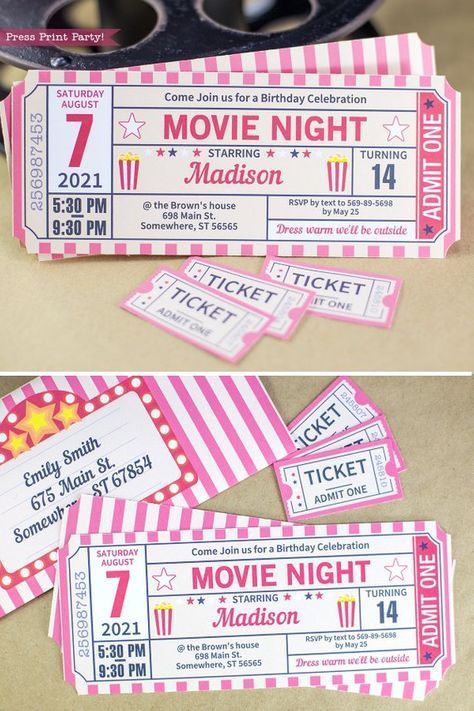 Press Print Party!
SATURDAY
AUGUST
7
2021
5:30 PM
9:30 PM
256987453
Come Join us for a Birthday Celebration
MOVIE NIGHT
STARRING
Madison
TURNING
14
@ the Brown's house
698 Main St.
Somewhere, ST 56565
RSVP by text to 569-89-5698
by May 25
Dress warm we'll be outside
ADMIT ONE
TICKET
ADMIT ONE
TICKET
TICKET
ADMIT ONE
245810
Emily Smith
675 Main St.
Somewhere, ST 67854
245807
TICKET
ADMIT ONE
245810
SATURDAY
AUGUST
7
2021
5:30 PM
9:30 PM
256987453
Come Join us for a Birthday Celebration
MOVIE NIGHT
STARRING
Madison
TURNING
14
@ the Brown's house
698 Main St.
Somewhere, ST 56565
RSVP by text to 569-89-5698
by May 25
Dress warm we'll be outside
ADMIT ONE